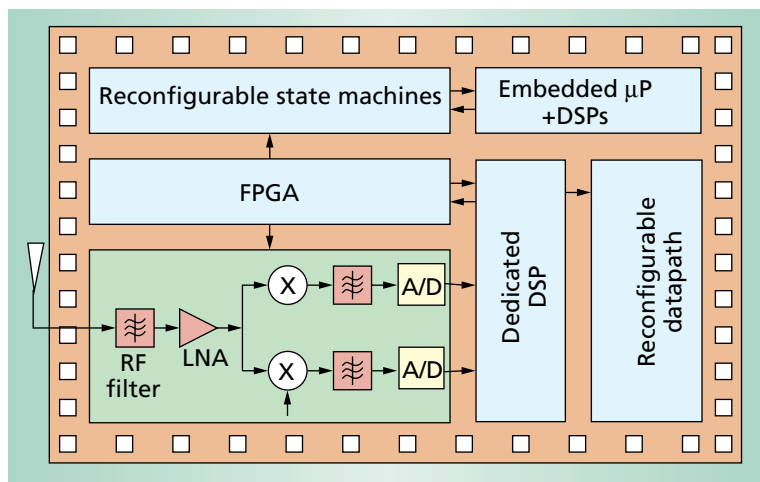 Reconfigurable state machines
Embedded μP
+DSPs
FPGA
X
A/D
RF
filter
LNA
X
A/D
Dedicated
DSP
Reconfigurable
datapath